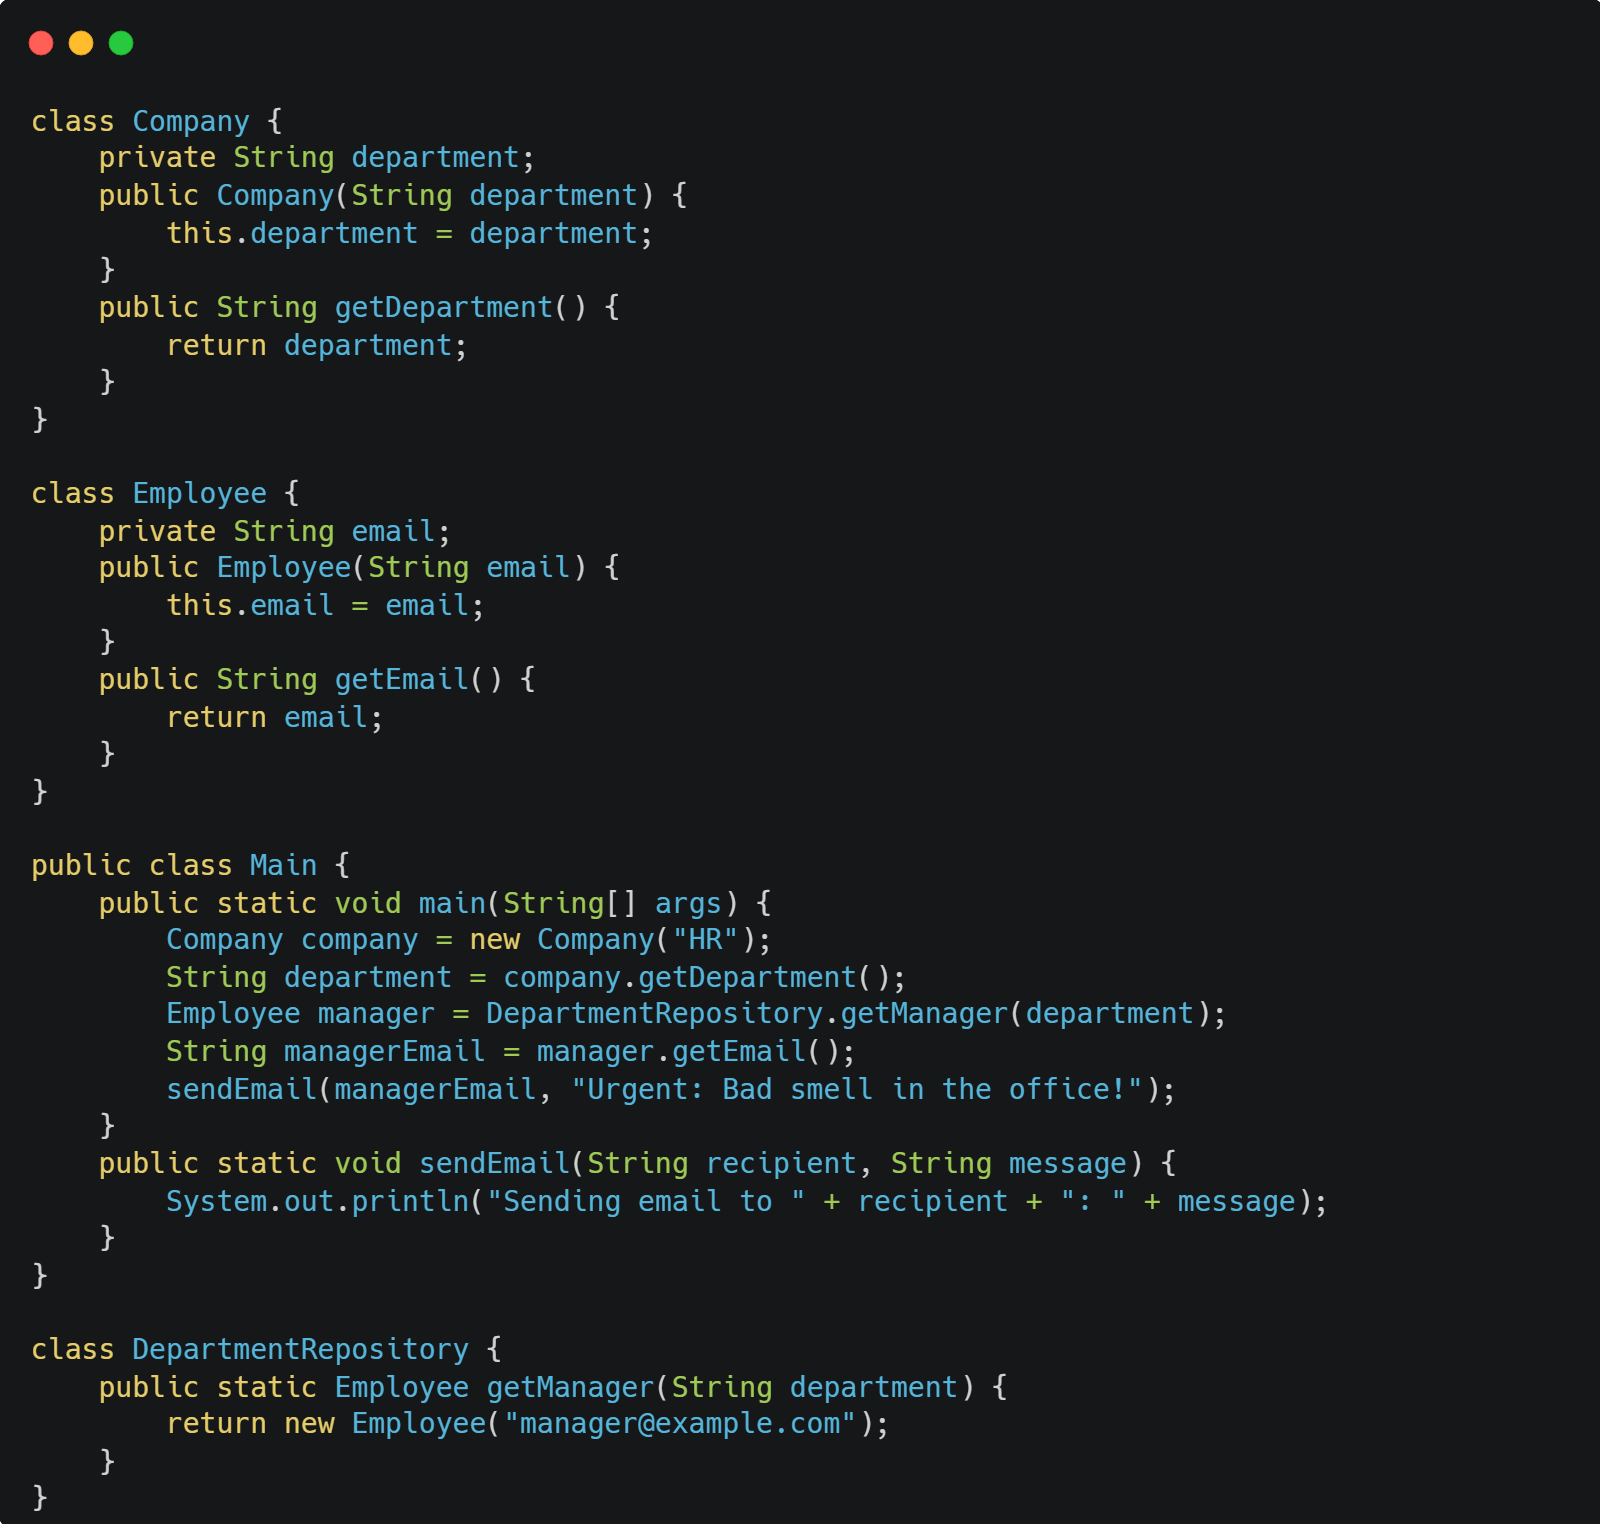 class Company {
    private String department;
    public Company(String department) {
        this.department = department;
    }
    public String getDepartment() {
        return department;
    }
}

class Employee {
    private String email;
    public Employee(String email) {
        this.email = email;
    }
    public String getEmail() {
        return email;
    }
}

public class Main {
    public static void main(String[] args) {
        Company company = new Company("HR");
        String department = company.getDepartment();
        Employee manager = DepartmentRepository.getManager(department);
        String managerEmail = manager.getEmail();
        sendEmail(managerEmail, "Urgent: Bad smell in the office!");
    }
    public static void sendEmail(String recipient, String message) {
        System.out.println("Sending email to " + recipient + ": " + message);
    }
}

class DepartmentRepository {
    public static Employee getManager(String department) {
        return new Employee("manager@example.com");
    }
}